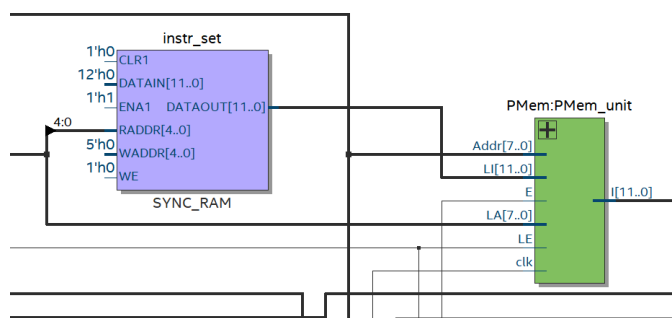 instr_set
1'h0
CLR1
12'h0
DATAIN[11..0]
1'h1
ENA1 DATAOUT[11..0]
4:0
RADDR[4..0]
5'h0
WADDR[4..0]
1'h0
WE
SYNC_RAM
PMem:PMem_unit
Addr[7..0]
LI[11..0]
E
I[11..0]
LA[7..0]
LE
clk